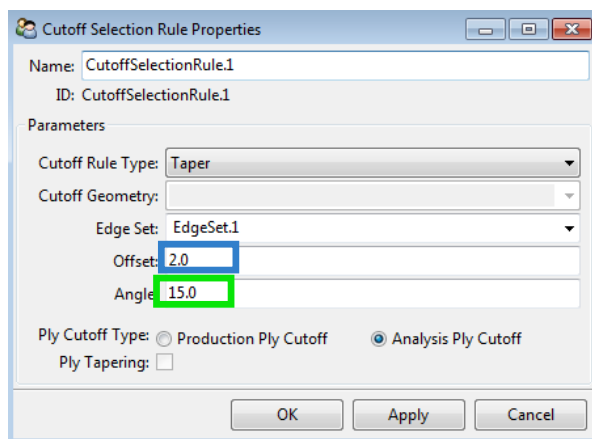 Cutoff Selection Rule Properties
Name: CutoffSelectionRule.1
ID: CutoffSelectionRule.1
Parameters
Cutoff Rule Type: Taper
Cutoff Geometry:
Edge Set: EdgeSet.1
Offset: 2.0
Angle 15.0
Ply Cutoff Type: Production Ply Cutoff Analysis Ply Cutoff
Ply Tapering:
OK Apply Cancel